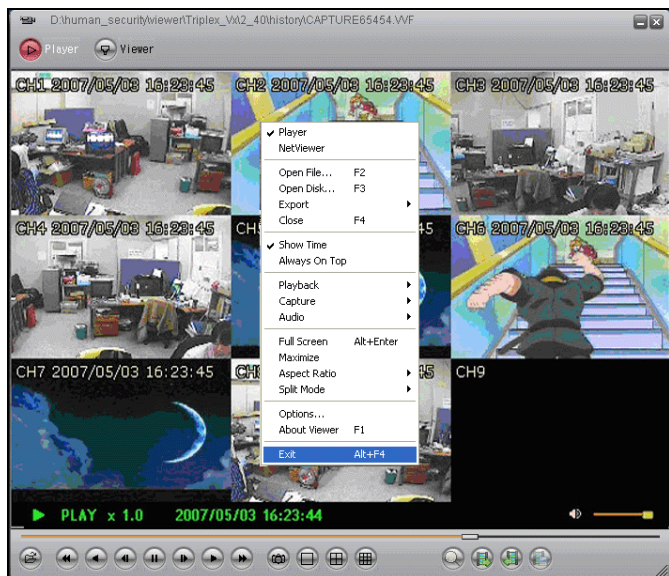 D:\human_security\viewer\Triplex_Vx\2_40\history\CAPTURE65454.VVF
Player
Viewer
CH1 2007/05/03 16:23:45
CH2 2007/05/03 16:23:45
CH3 2007/05/03 16:23:45
CH4 2007/05/03 16:23:45
CH6 2007/05/03 16:23:45
CH7 2007/05/03 16:23:45
CH9
Player
NetViewer
Open File... F2
Open Disk... F3
Export
Close F4
Show Time
Always On Top
Playback
Capture
Audio
Full Screen Alt+Enter
Maximize
Aspect Ratio
Split Mode
Options...
About Viewer F1
Exit Alt+F4
PLAY x 1.0 2007/05/03 16:23:44